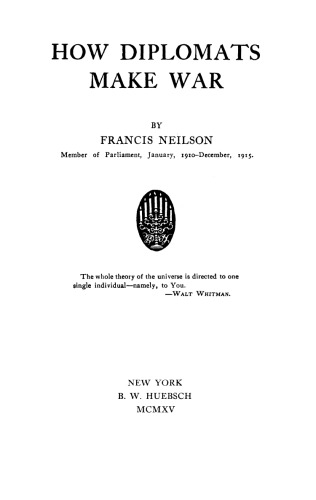 HOW DIPLOMATS
MAKE WAR
BY
FRANCIS NEILSON
Member of Parliament, January, 1910–December, 1915.
The whole theory of the universe is directed to one
single individual—namely, to You.
—WALT WHITMAN.
NEW YORK
B. W. HUEBSCH
MCMXV